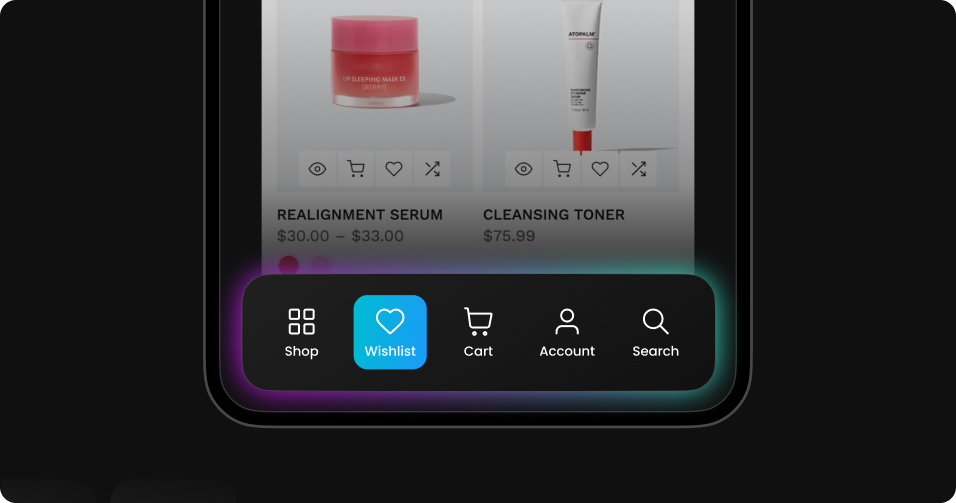 LIP SLEEPING MASK EX
[BERRY]
ATOPALM
REALIGNMENT SERUM
CLEANSING TONER
$30.00 – $33.00
$75.99
Shop
Wishlist
Cart
Account
Search